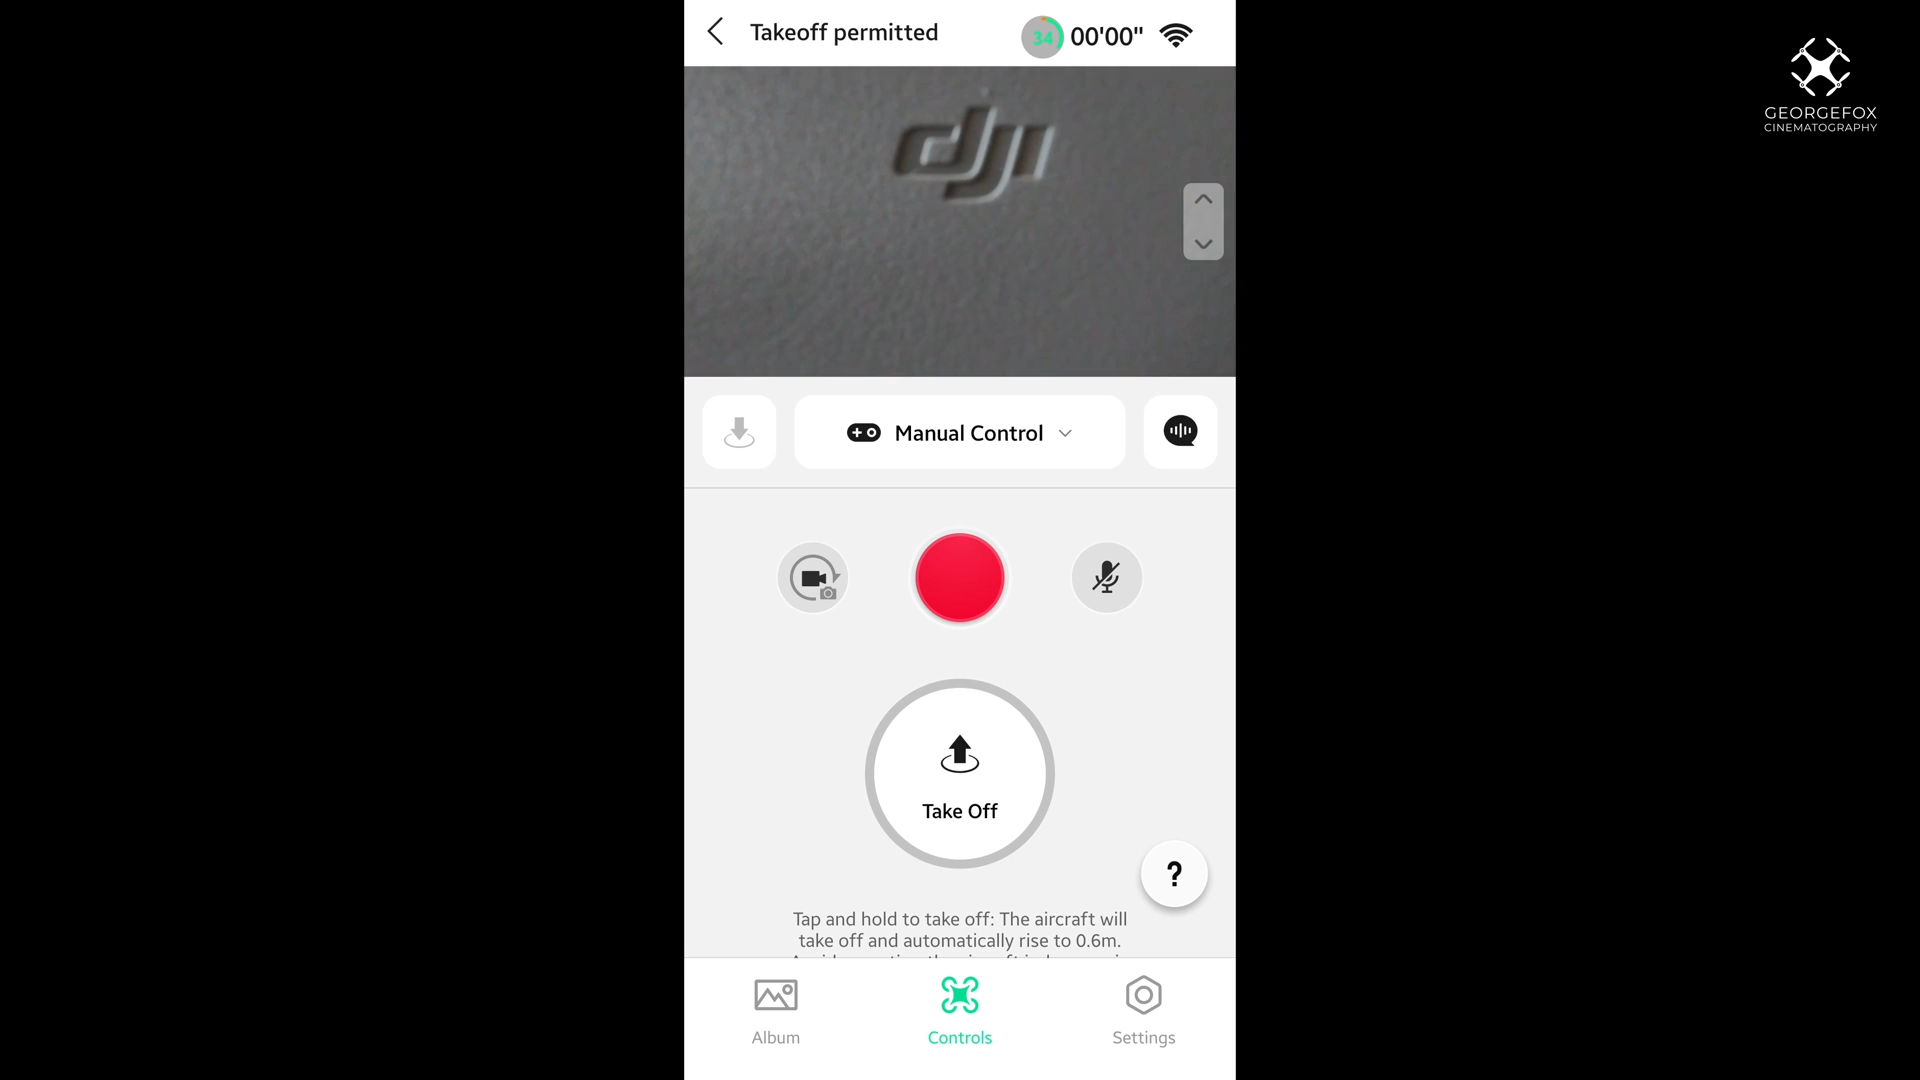 Takeoff permitted
34
00'00"
GEORGEFOX
CINEMATOGRAPHY
dji
Manual Control
Take Off
?
Tap and hold to take off: The aircraft will
take off and automatically rise to 0.6m.
Album
Controls
Settings